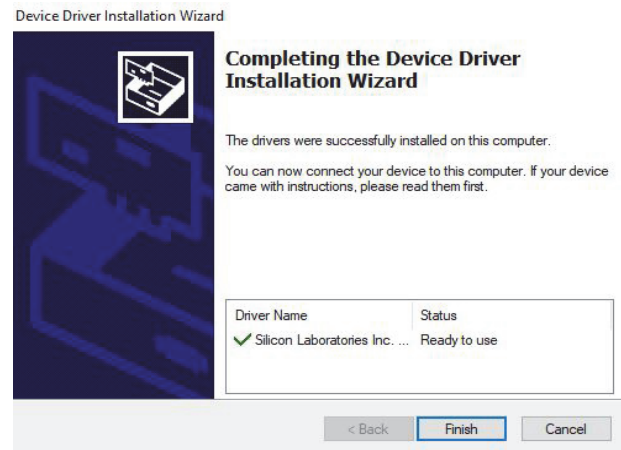 Device Driver Installation Wizard
Completing the Device Driver
Installation Wizard
The drivers were successfully installed on this computer.
You can now connect your device to this computer. If your device
came with instructions, please read them first.
Driver Name Status
Silicon Laboratories Inc. ... Ready to use
< Back Finish Cancel